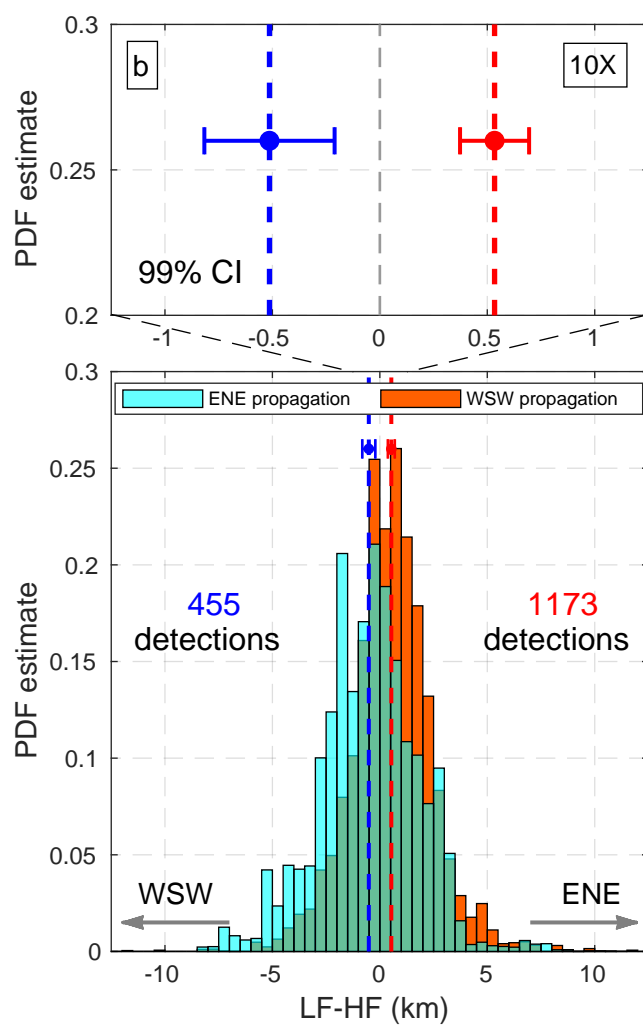 0.3
b
10X
0.25
PDF estimate
99% CI
0.2
-1
-0.5
0
0.5
1
0.3
ENE propagation
WSW propagation
0.25
0.2
455
detections
1173
detections
PDF estimate
0.15
0.1
0.05
WSW
ENE
0
-10
-5
0
5
10
LF-HF (km)